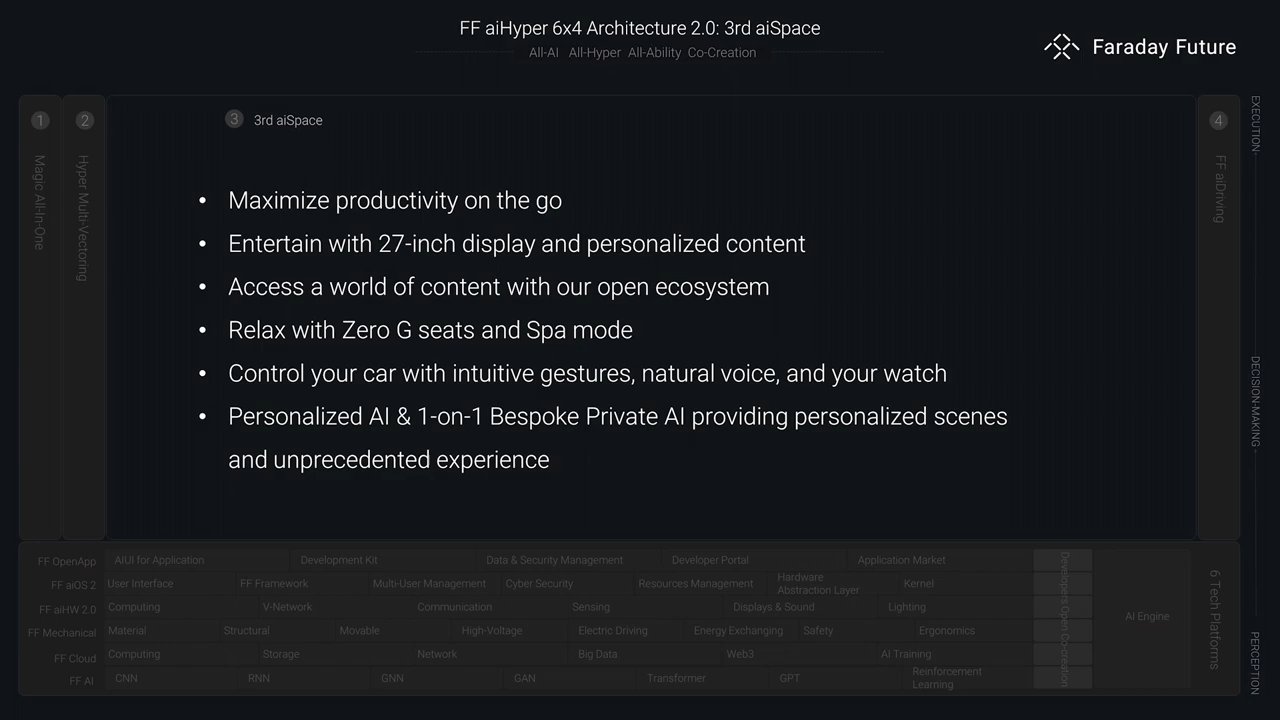 FF aiHyper 6x4 Architecture 2.0: 3rd aiSpace
All-AI All-Hyper All-Ability Co-Creation
Faraday Future
1
Magic All-In-One
2
Hyper Multi-Vectoring
3 3rd aiSpace
• Maximize productivity on the go
• Entertain with 27-inch display and personalized content
• Access a world of content with our open ecosystem
• Relax with Zero G seats and Spa mode
• Control your car with intuitive gestures, natural voice, and your watch
• Personalized AI & 1-on-1 Bespoke Private AI providing personalized scenes
and unprecedented experience
4
FF aiDriving
EXECUTION
DECISION-MAKING
PERCEPTION
FF OpenApp AIUI for Application Development Kit Data & Security Management Developer Portal Application Market
FF aiOS 2 User Interface FF Framework Multi-User Management Cyber Security Resources Management Hardware Kernel
Abstraction Layer
FF aiHW 2.0 Computing V-Network Communication Sensing Displays & Sound Lighting
FF Mechanical Material Structural Movable High-Voltage Electric Driving Energy Exchanging Safety Ergonomics
FF Cloud Computing Storage Network Big Data Web3 AI Training
FF AI CNN RNN GNN GAN Transformer GPT Reinforcement
Learning
Developers Open Co-creation
AI Engine
6 Tech Platforms